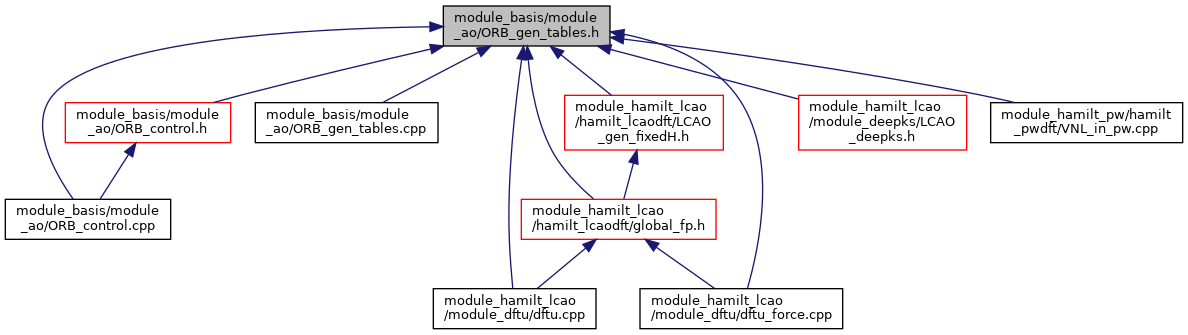 module_basis/module
_ao/ORB_gen_tables.h
module_basis/module
_ao/ORB_control.h
module_basis/module
_ao/ORB_gen_tables.cpp
module_hamilt_lcao
/hamilt_lcaodft/LCAO
_gen_fixedH.h
module_hamilt_lcao
/module_deepks/LCAO
_deepks.h
module_hamilt_pw/hamilt
_pwdft/VNL_in_pw.cpp
module_basis/module
_ao/ORB_control.cpp
module_hamilt_lcao
/hamilt_lcaodft/global_fp.h
module_hamilt_lcao
/module_dftu/dftu.cpp
module_hamilt_lcao
/module_dftu/dftu_force.cpp